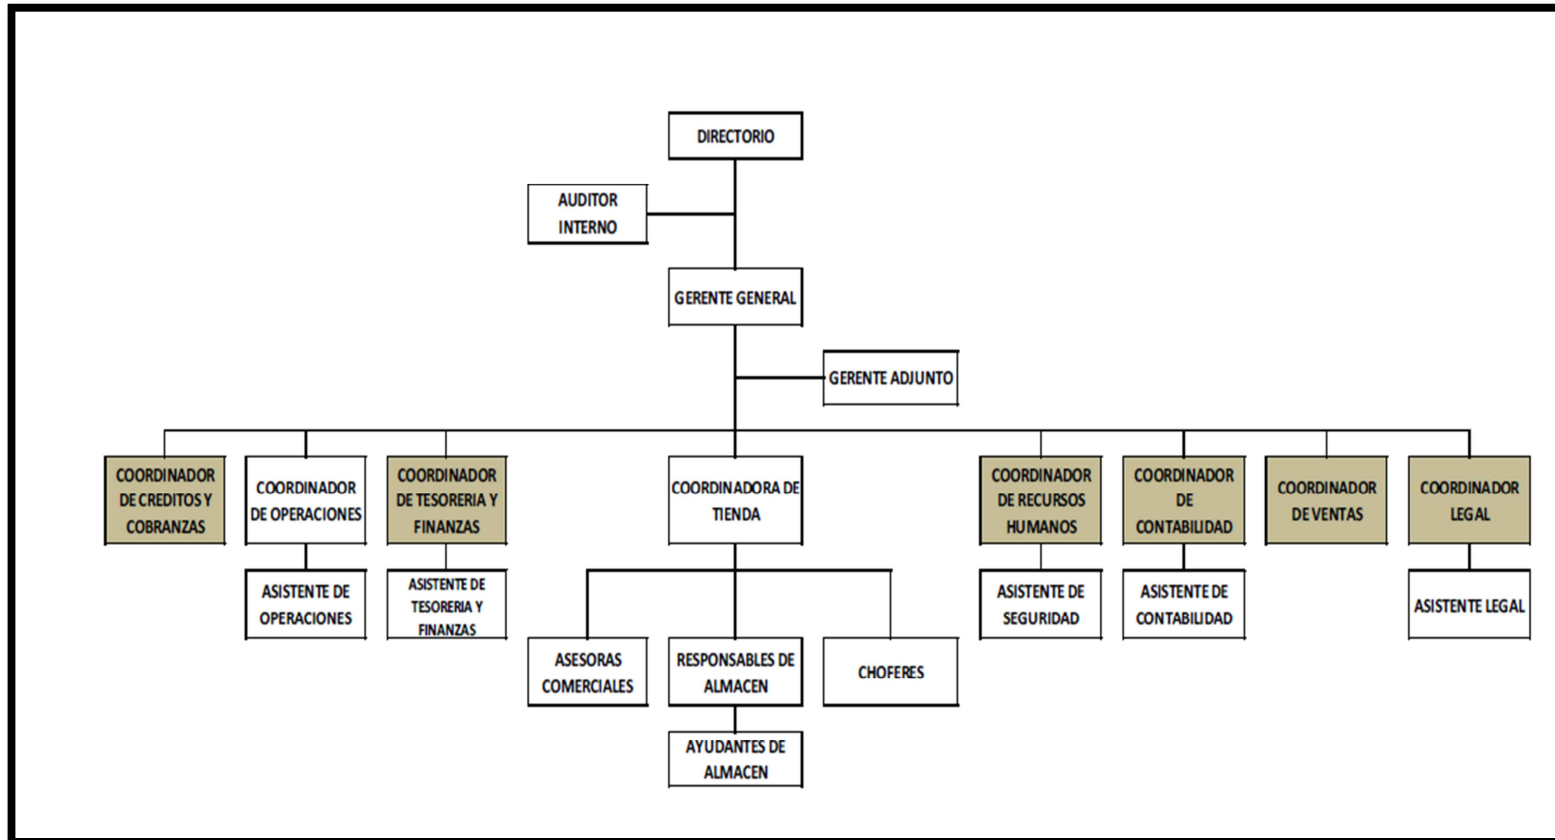 DIRECTORIO
AUDITOR
INTERNO
GERENTE GENERAL
GERENTE ADJUNTO
COORDINADOR
DE CREDITOS Y
COBRANZAS
COORDINADOR
DE OPERACIONES
COORDINADOR
DE TESORERIA Y
FINANZAS
COORDINADORA DE
TIENDA
COORDINADOR
DE RECURSOS
HUMANOS
COORDINADOR
DE
CONTABILIDAD
COORDINADOR
DE VENTAS
COORDINADOR
LEGAL
ASISTENTE DE
OPERACIONES
ASISTENTE DE
TESORERIA Y
FINANZAS
ASISTENTE DE
SEGURIDAD
ASISTENTE DE
CONTABILIDAD
ASISTENTE LEGAL
ASESORAS
COMERCIALES
RESPONSABLES DE
ALMACEN
CHOFERES
AYUDANTES DE
ALMACEN